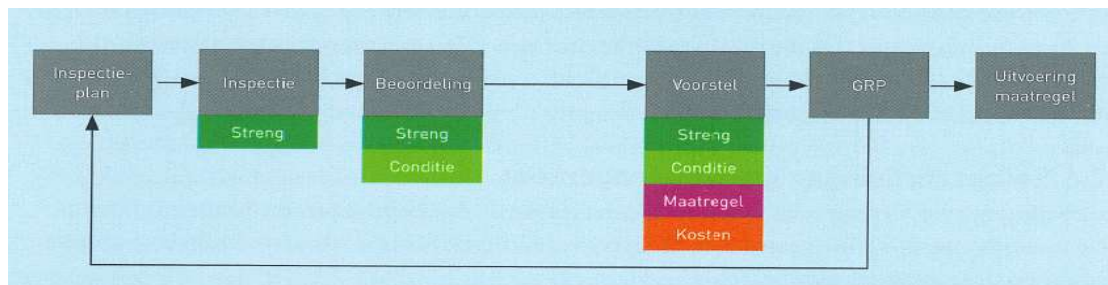 Inspectie-
plan
Inspectie
Streng
Beoordeling
Streng
Conditie
Voorstel
Streng
Conditie
Maatregel
Kosten
GRP
Uitvoering
maatregel